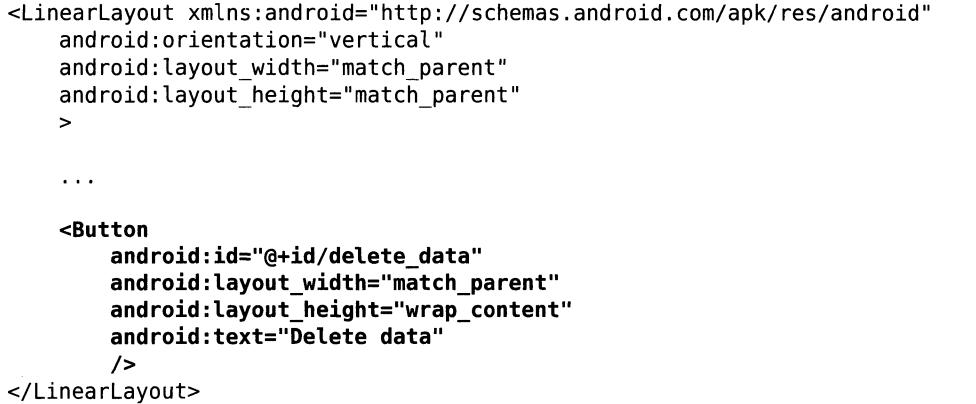 <LinearLayout xmlns:android="http://schemas.android.com/apk/res/android"
    android:orientation="vertical"
    android:layout_width="match_parent"
    android:layout_height="match_parent"
    >

    ...

    <Button
        android:id="@+id/delete_data"
        android:layout_width="match_parent"
        android:layout_height="wrap_content"
        android:text="Delete data"
        />
</LinearLayout>